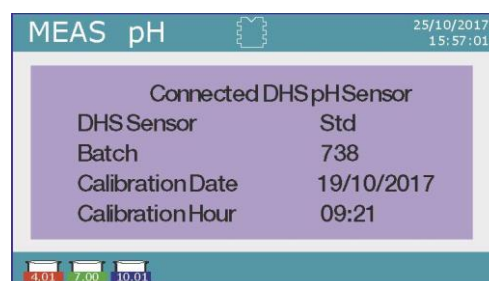 MEAS pH
25/10/2017
15:57:01
Connected DHS pH Sensor
DHS Sensor Std
Batch 738
Calibration Date 19/10/2017
Calibration Hour 09:21
4.01 7.00 10.01